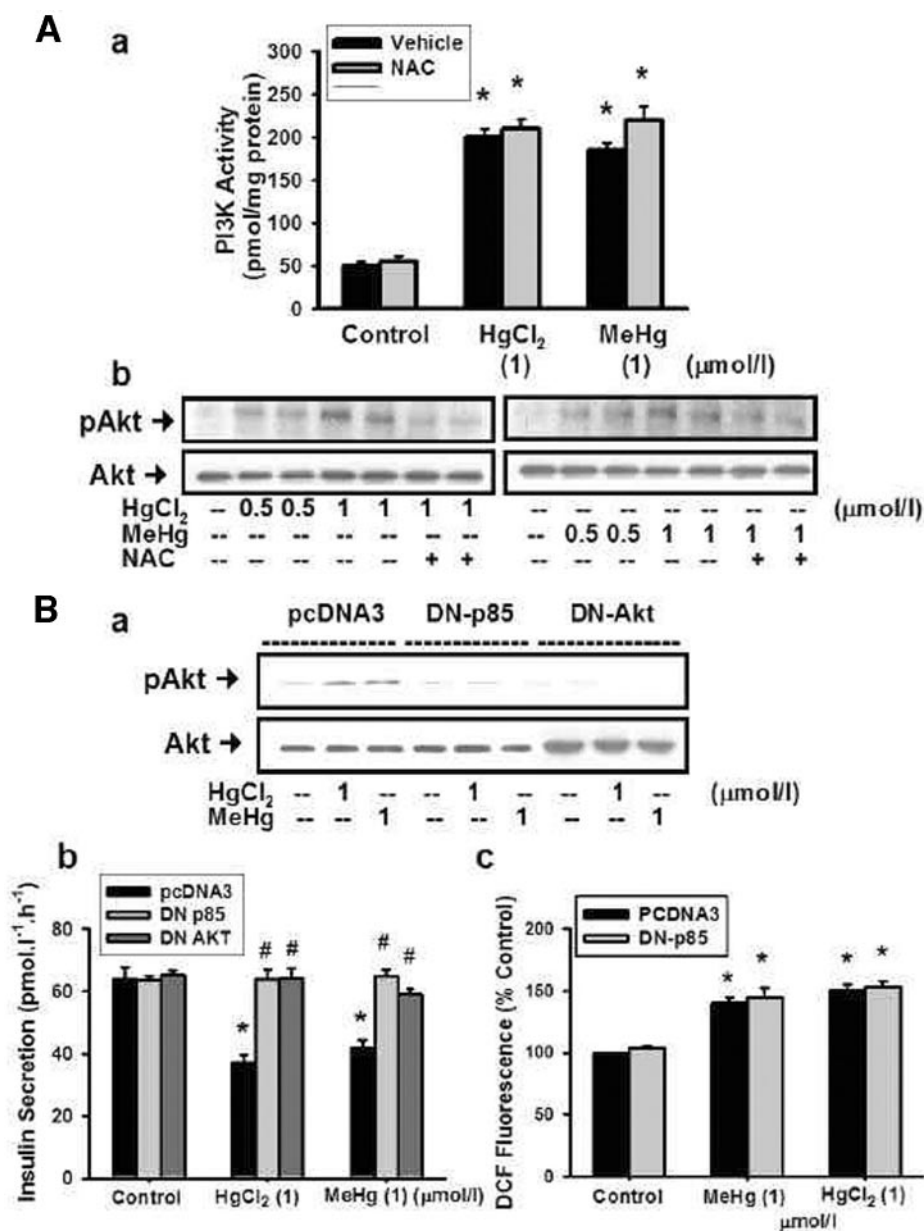 A
a
Vehicle
NAC
PI3K Activity
(pmol/mg protein)
300
250
200
150
100
50
0
* * * *
Control HgCl₂ MeHg
(1) (1) (μmol/l)
b
pAkt →
Akt →
HgCl₂ -- 0.5 0.5 1 1 1 1 -- -- -- -- -- -- -- (μmol/l)
MeHg -- -- -- -- -- -- -- -- 0.5 0.5 1 1 1 1
NAC -- -- -- -- -- + + -- -- -- -- -- + +
B
a
pcDNA3 DN-p85 DN-Akt
pAkt →
Akt →
HgCl₂ -- 1 -- -- 1 -- -- 1 -- (μmol/l)
MeHg -- -- 1 -- -- 1 -- -- 1
b
pcDNA3
DN p85
DN AKT
Insulin Secretion (pmol.l⁻¹.h⁻¹)
80
60
40
20
0
* # # * # #
Control HgCl₂ (1) MeHg (1) (μmol/l)
c
PCDNA3
DN-p85
DCF Fluorescence (% Control)
200
150
100
50
0
* * * *
Control MeHg (1) HgCl₂ (1)
μmol/l